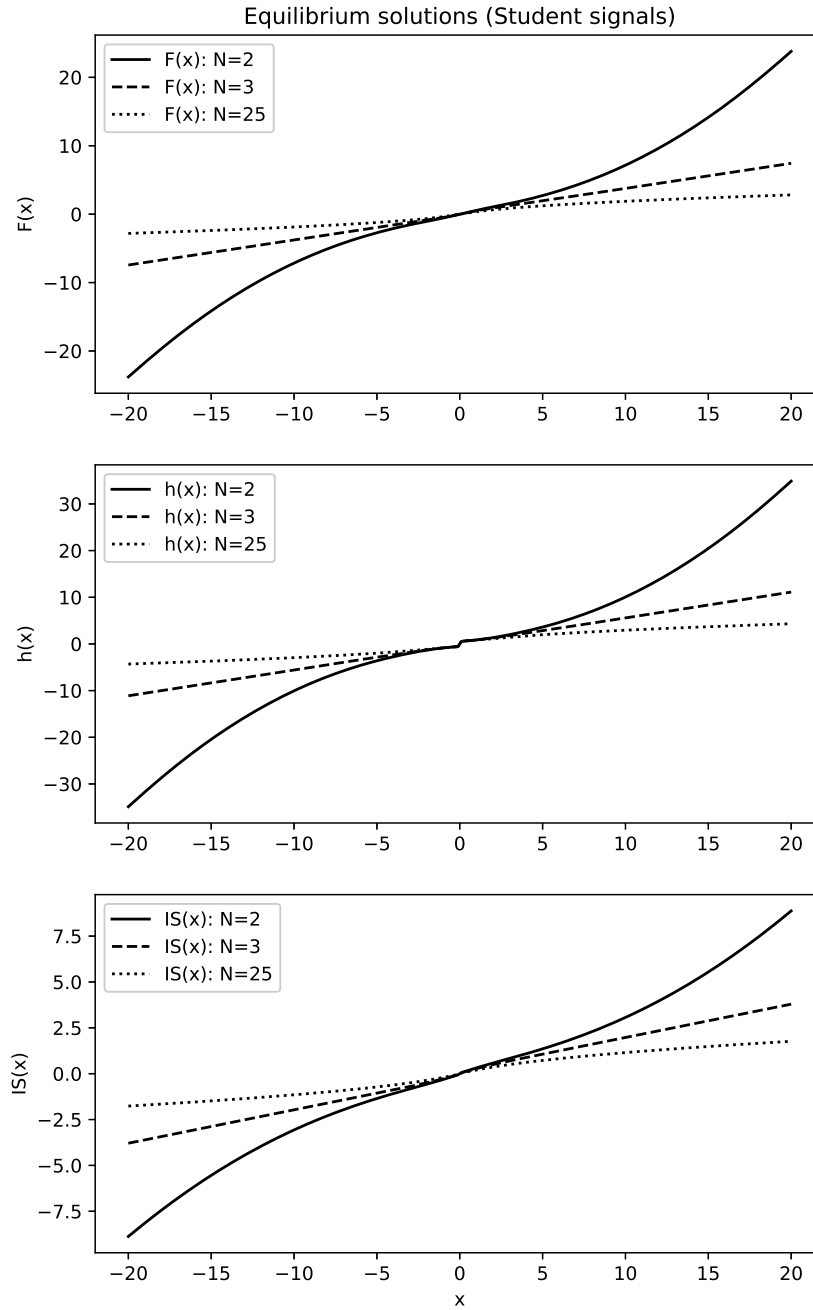 Equilibrium solutions (Student signals)
F(x): N=2
F(x): N=3
F(x): N=25
20
10
0
−10
−20
F(x)
−20 −15 −10 −5 0 5 10 15 20
h(x): N=2
h(x): N=3
h(x): N=25
30
20
10
0
−10
−20
−30
h(x)
−20 −15 −10 −5 0 5 10 15 20
IS(x): N=2
IS(x): N=3
IS(x): N=25
7.5
5.0
2.5
0.0
−2.5
−5.0
−7.5
IS(x)
−20 −15 −10 −5 0 5 10 15 20
x